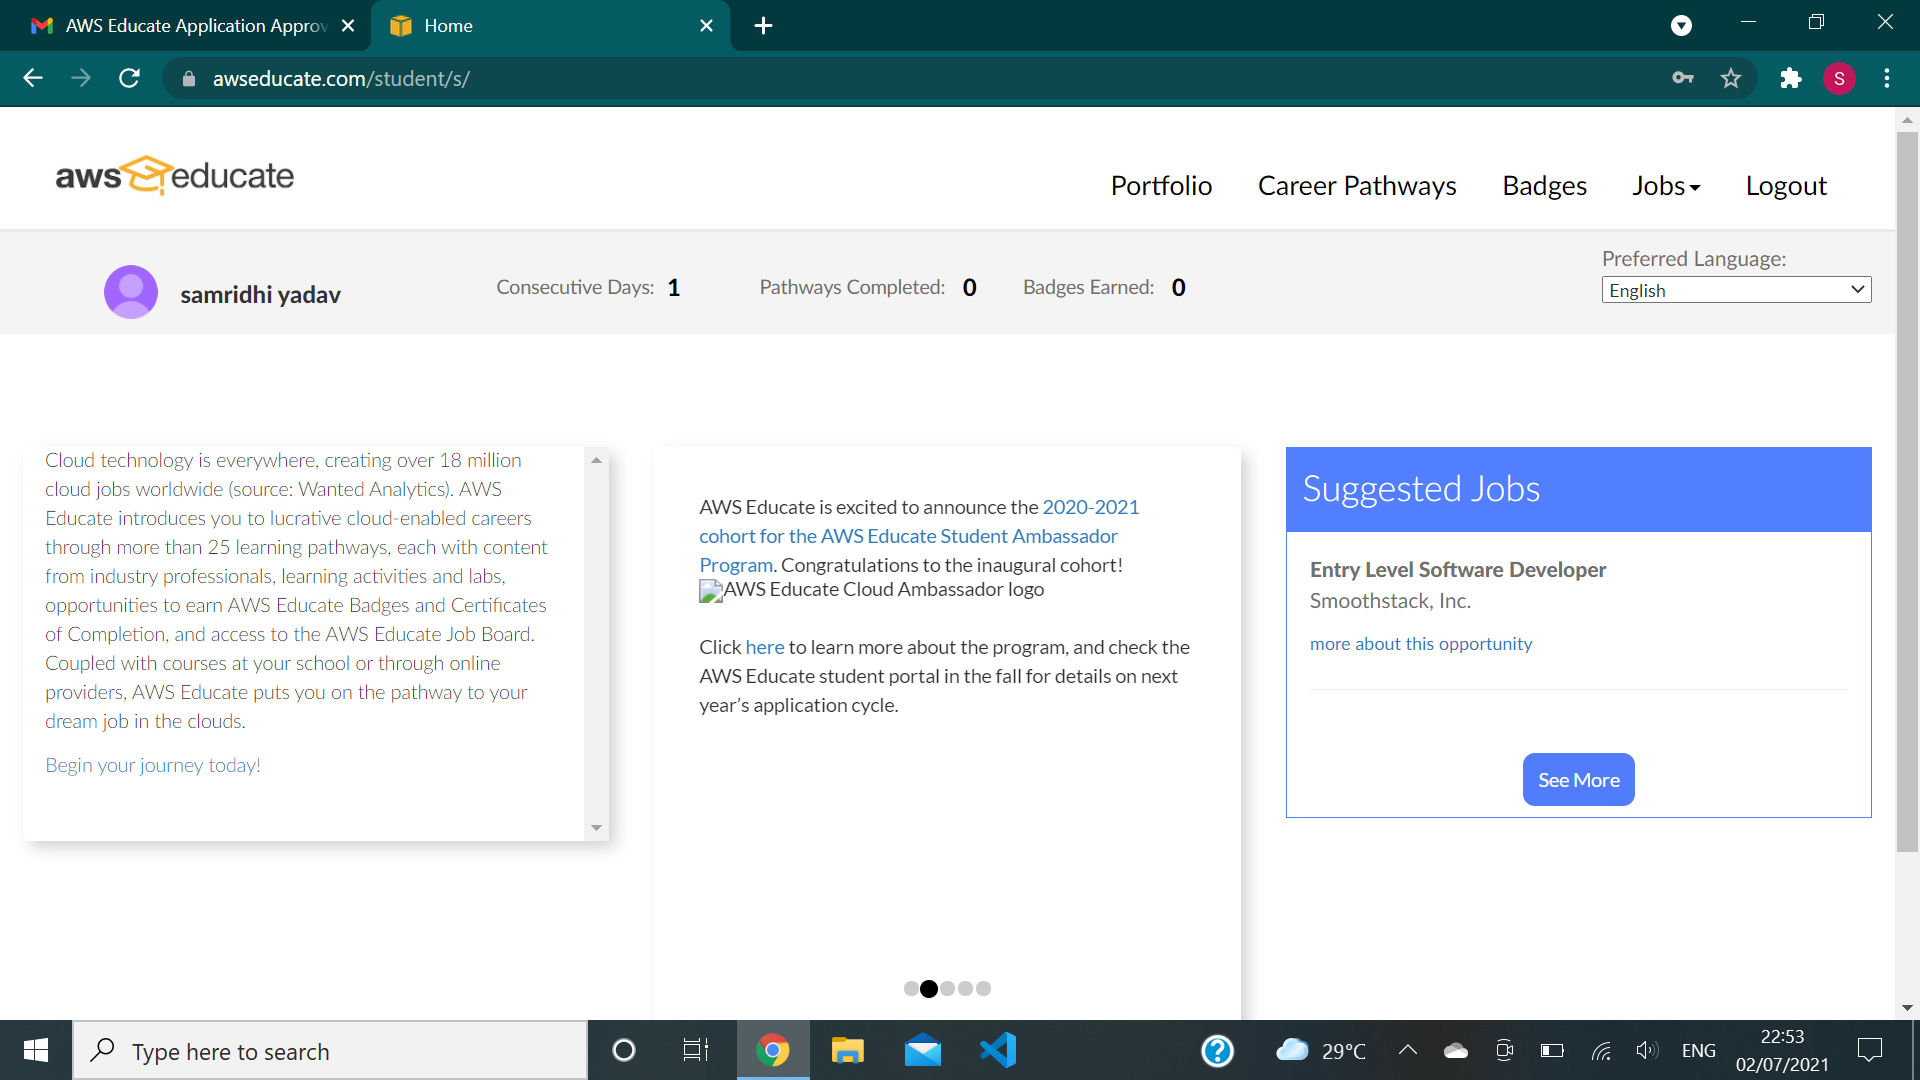 AWS Educate Application Approv
Home
awseducate.com/student/s/
S
aws educate
Portfolio
Career Pathways
Badges
Jobs
Logout
samridhi yadav
Consecutive Days: 1
Pathways Completed: 0
Badges Earned: 0
Preferred Language:
English
Cloud technology is everywhere, creating over 18 million
cloud jobs worldwide (source: Wanted Analytics). AWS
Educate introduces you to lucrative cloud-enabled careers
through more than 25 learning pathways, each with content
from industry professionals, learning activities and labs,
opportunities to earn AWS Educate Badges and Certificates
of Completion, and access to the AWS Educate Job Board.
Coupled with courses at your school or through online
providers, AWS Educate puts you on the pathway to your
dream job in the clouds.
Begin your journey today!
AWS Educate is excited to announce the 2020-2021
cohort for the AWS Educate Student Ambassador
Program. Congratulations to the inaugural cohort!
AWS Educate Cloud Ambassador logo
Click here to learn more about the program, and check the
AWS Educate student portal in the fall for details on next
year’s application cycle.
Suggested Jobs
Entry Level Software Developer
Smoothstack, Inc.
more about this opportunity
See More
Type here to search
29°C
ENG
22:53
02/07/2021